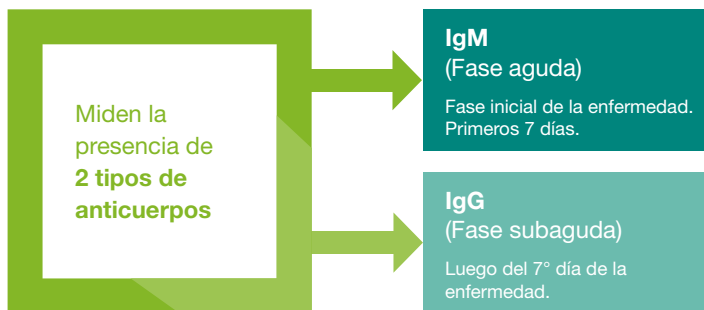 Miden la
presencia de
2 tipos de
anticuerpos
IgM
(Fase aguda)
Fase inicial de la enfermedad.
Primeros 7 días.
IgG
(Fase subaguda)
Luego del 7° día de la
enfermedad.